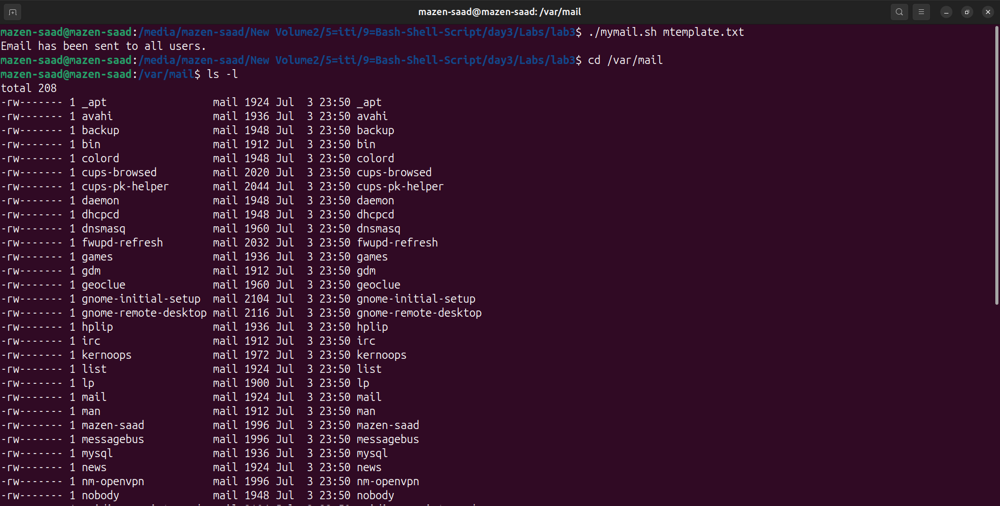 mazen-saad@mazen-saad: /var/mail
mazen-saad@mazen-saad:/media/mazen-saad/New Volume2/5=iti/9=Bash-Shell-Script/day3/Labs/lab3$ ./mymail.sh mtemplate.txt
Email has been sent to all users.
mazen-saad@mazen-saad:/media/mazen-saad/New Volume2/5=iti/9=Bash-Shell-Script/day3/Labs/lab3$ cd /var/mail
mazen-saad@mazen-saad:/var/mail$ ls -l
total 208
-rw------- 1 _apt                 mail 1924 Jul  3 23:50 _apt
-rw------- 1 avahi                mail 1936 Jul  3 23:50 avahi
-rw------- 1 backup               mail 1948 Jul  3 23:50 backup
-rw------- 1 bin                  mail 1912 Jul  3 23:50 bin
-rw------- 1 colord               mail 1948 Jul  3 23:50 colord
-rw------- 1 cups-browsed         mail 2020 Jul  3 23:50 cups-browsed
-rw------- 1 cups-pk-helper       mail 2044 Jul  3 23:50 cups-pk-helper
-rw------- 1 daemon               mail 1948 Jul  3 23:50 daemon
-rw------- 1 dhcpcd               mail 1948 Jul  3 23:50 dhcpcd
-rw------- 1 dnsmasq              mail 1960 Jul  3 23:50 dnsmasq
-rw------- 1 fwupd-refresh        mail 2032 Jul  3 23:50 fwupd-refresh
-rw------- 1 games                mail 1936 Jul  3 23:50 games
-rw------- 1 gdm                  mail 1912 Jul  3 23:50 gdm
-rw------- 1 geoclue              mail 1960 Jul  3 23:50 geoclue
-rw------- 1 gnome-initial-setup  mail 2104 Jul  3 23:50 gnome-initial-setup
-rw------- 1 gnome-remote-desktop mail 2116 Jul  3 23:50 gnome-remote-desktop
-rw------- 1 hplip                mail 1936 Jul  3 23:50 hplip
-rw------- 1 irc                  mail 1912 Jul  3 23:50 irc
-rw------- 1 kernoops             mail 1972 Jul  3 23:50 kernoops
-rw------- 1 list                 mail 1924 Jul  3 23:50 list
-rw------- 1 lp                   mail 1900 Jul  3 23:50 lp
-rw------- 1 mail                 mail 1924 Jul  3 23:50 mail
-rw------- 1 man                  mail 1912 Jul  3 23:50 man
-rw------- 1 mazen-saad           mail 1996 Jul  3 23:50 mazen-saad
-rw------- 1 messagebus           mail 1996 Jul  3 23:50 messagebus
-rw------- 1 mysql                mail 1936 Jul  3 23:50 mysql
-rw------- 1 news                 mail 1924 Jul  3 23:50 news
-rw------- 1 nm-openvpn           mail 1996 Jul  3 23:50 nm-openvpn
-rw------- 1 nobody               mail 1948 Jul  3 23:50 nobody